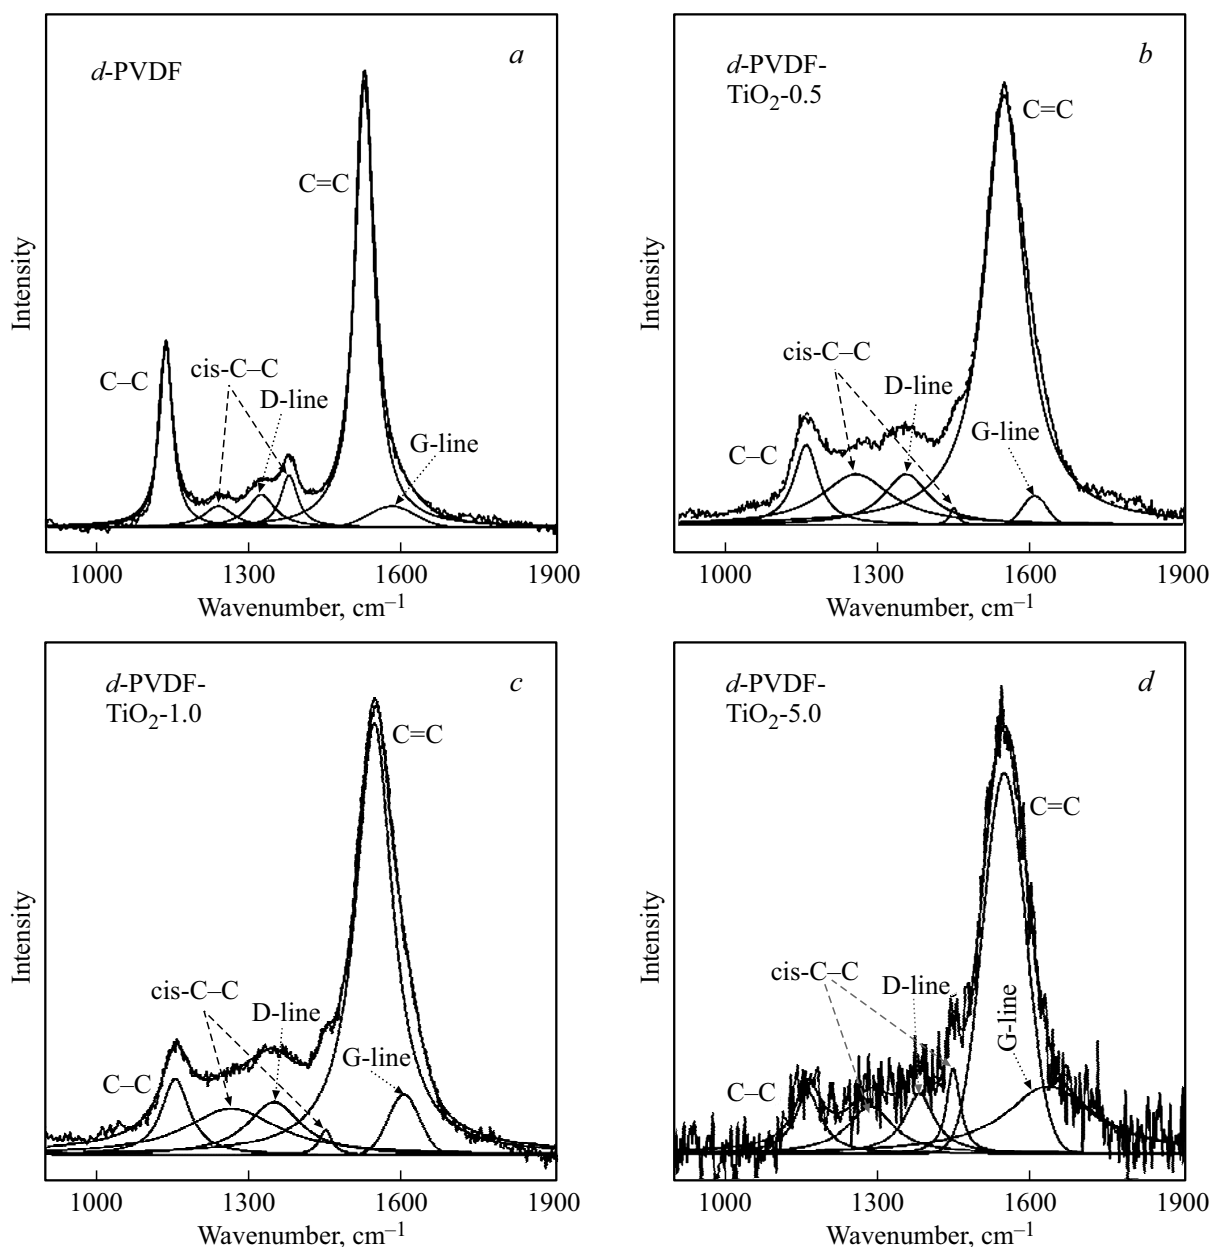 a
d-PVDF
C=C
cis-C–C
C–C
D-line
G-line
Intensity
1000 1300 1600 1900
Wavenumber, cm–1
b
d-PVDF-
TiO2-0.5
C=C
cis-C–C
D-line
G-line
C–C
Intensity
1000 1300 1600 1900
Wavenumber, cm–1
c
d-PVDF-
TiO2-1.0
C=C
cis-C–C
D-line
G-line
C–C
Intensity
1000 1300 1600 1900
Wavenumber, cm–1
d
d-PVDF-
TiO2-5.0
C=C
cis-C–C
D-line
G-line
C–C
Intensity
1000 1300 1600 1900
Wavenumber, cm–1